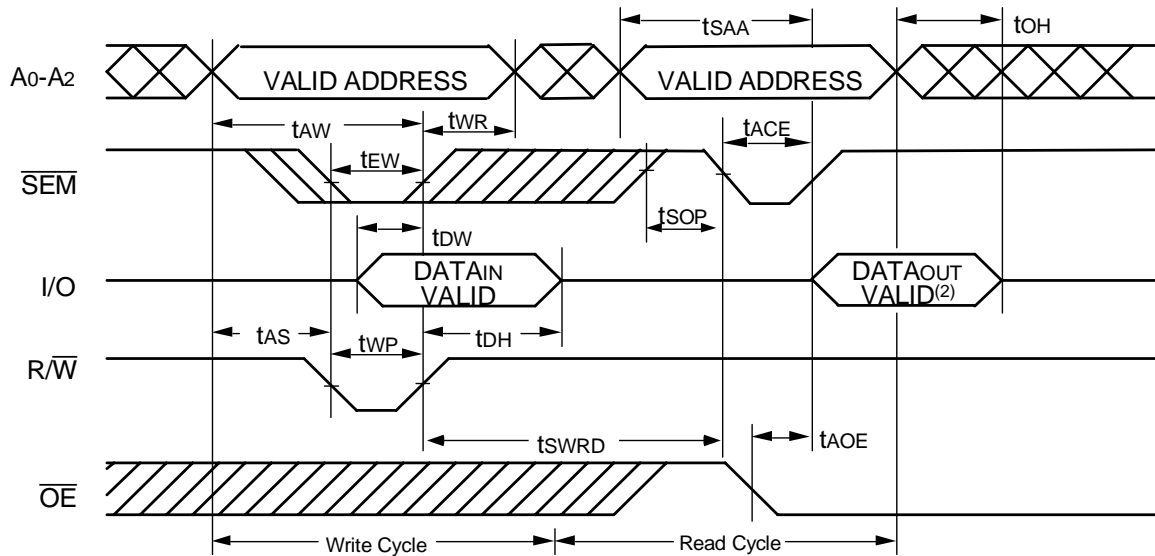 tSAA
tOH
A0-A2
VALID ADDRESS
VALID ADDRESS
tAW
tWR
tACE
tEW
SEM
tSOP
tDW
I/O
DATAIN
VALID
DATAOUT
VALID(2)
tAS
tWP
tDH
R/W
tSWRD
tAOE
OE
Write Cycle
Read Cycle